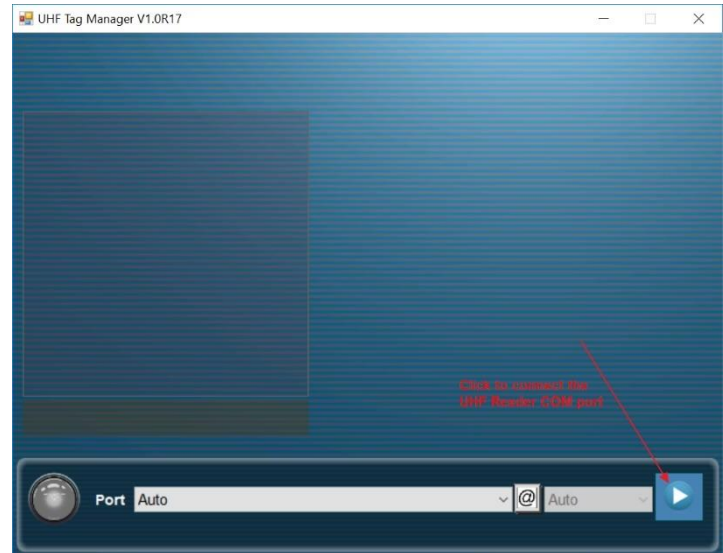 UHF Tag Manager V1.0R17
Click to connect the
UHF Reader COM port
Port Auto @ Auto